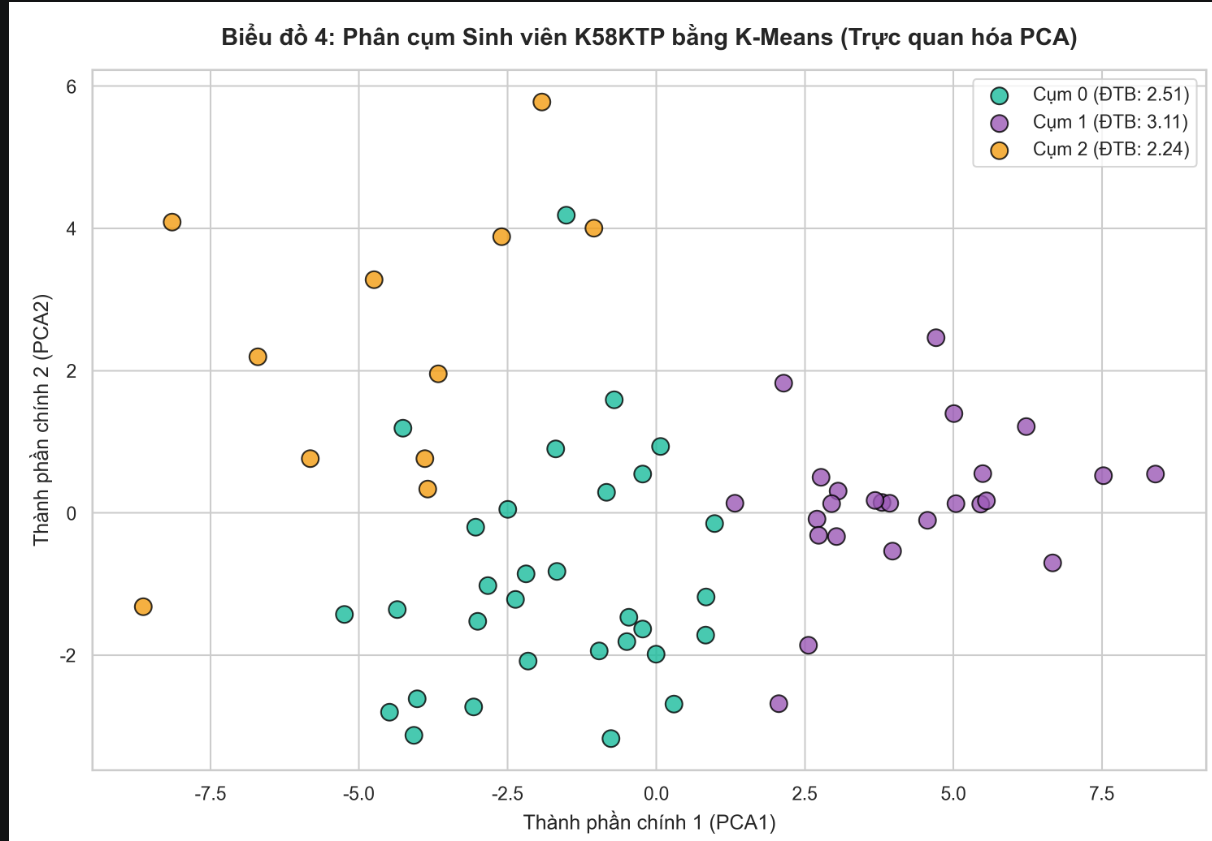 Biểu đồ 4: Phân cụm Sinh viên K58KTP bằng K-Means (Trực quan hóa PCA)
Cụm 0 (ĐTB: 2.51)
Cụm 1 (ĐTB: 3.11)
Cụm 2 (ĐTB: 2.24)
Thành phần chính 2 (PCA2)
6
4
2
0
-2
-7.5 -5.0 -2.5 0.0 2.5 5.0 7.5
Thành phần chính 1 (PCA1)